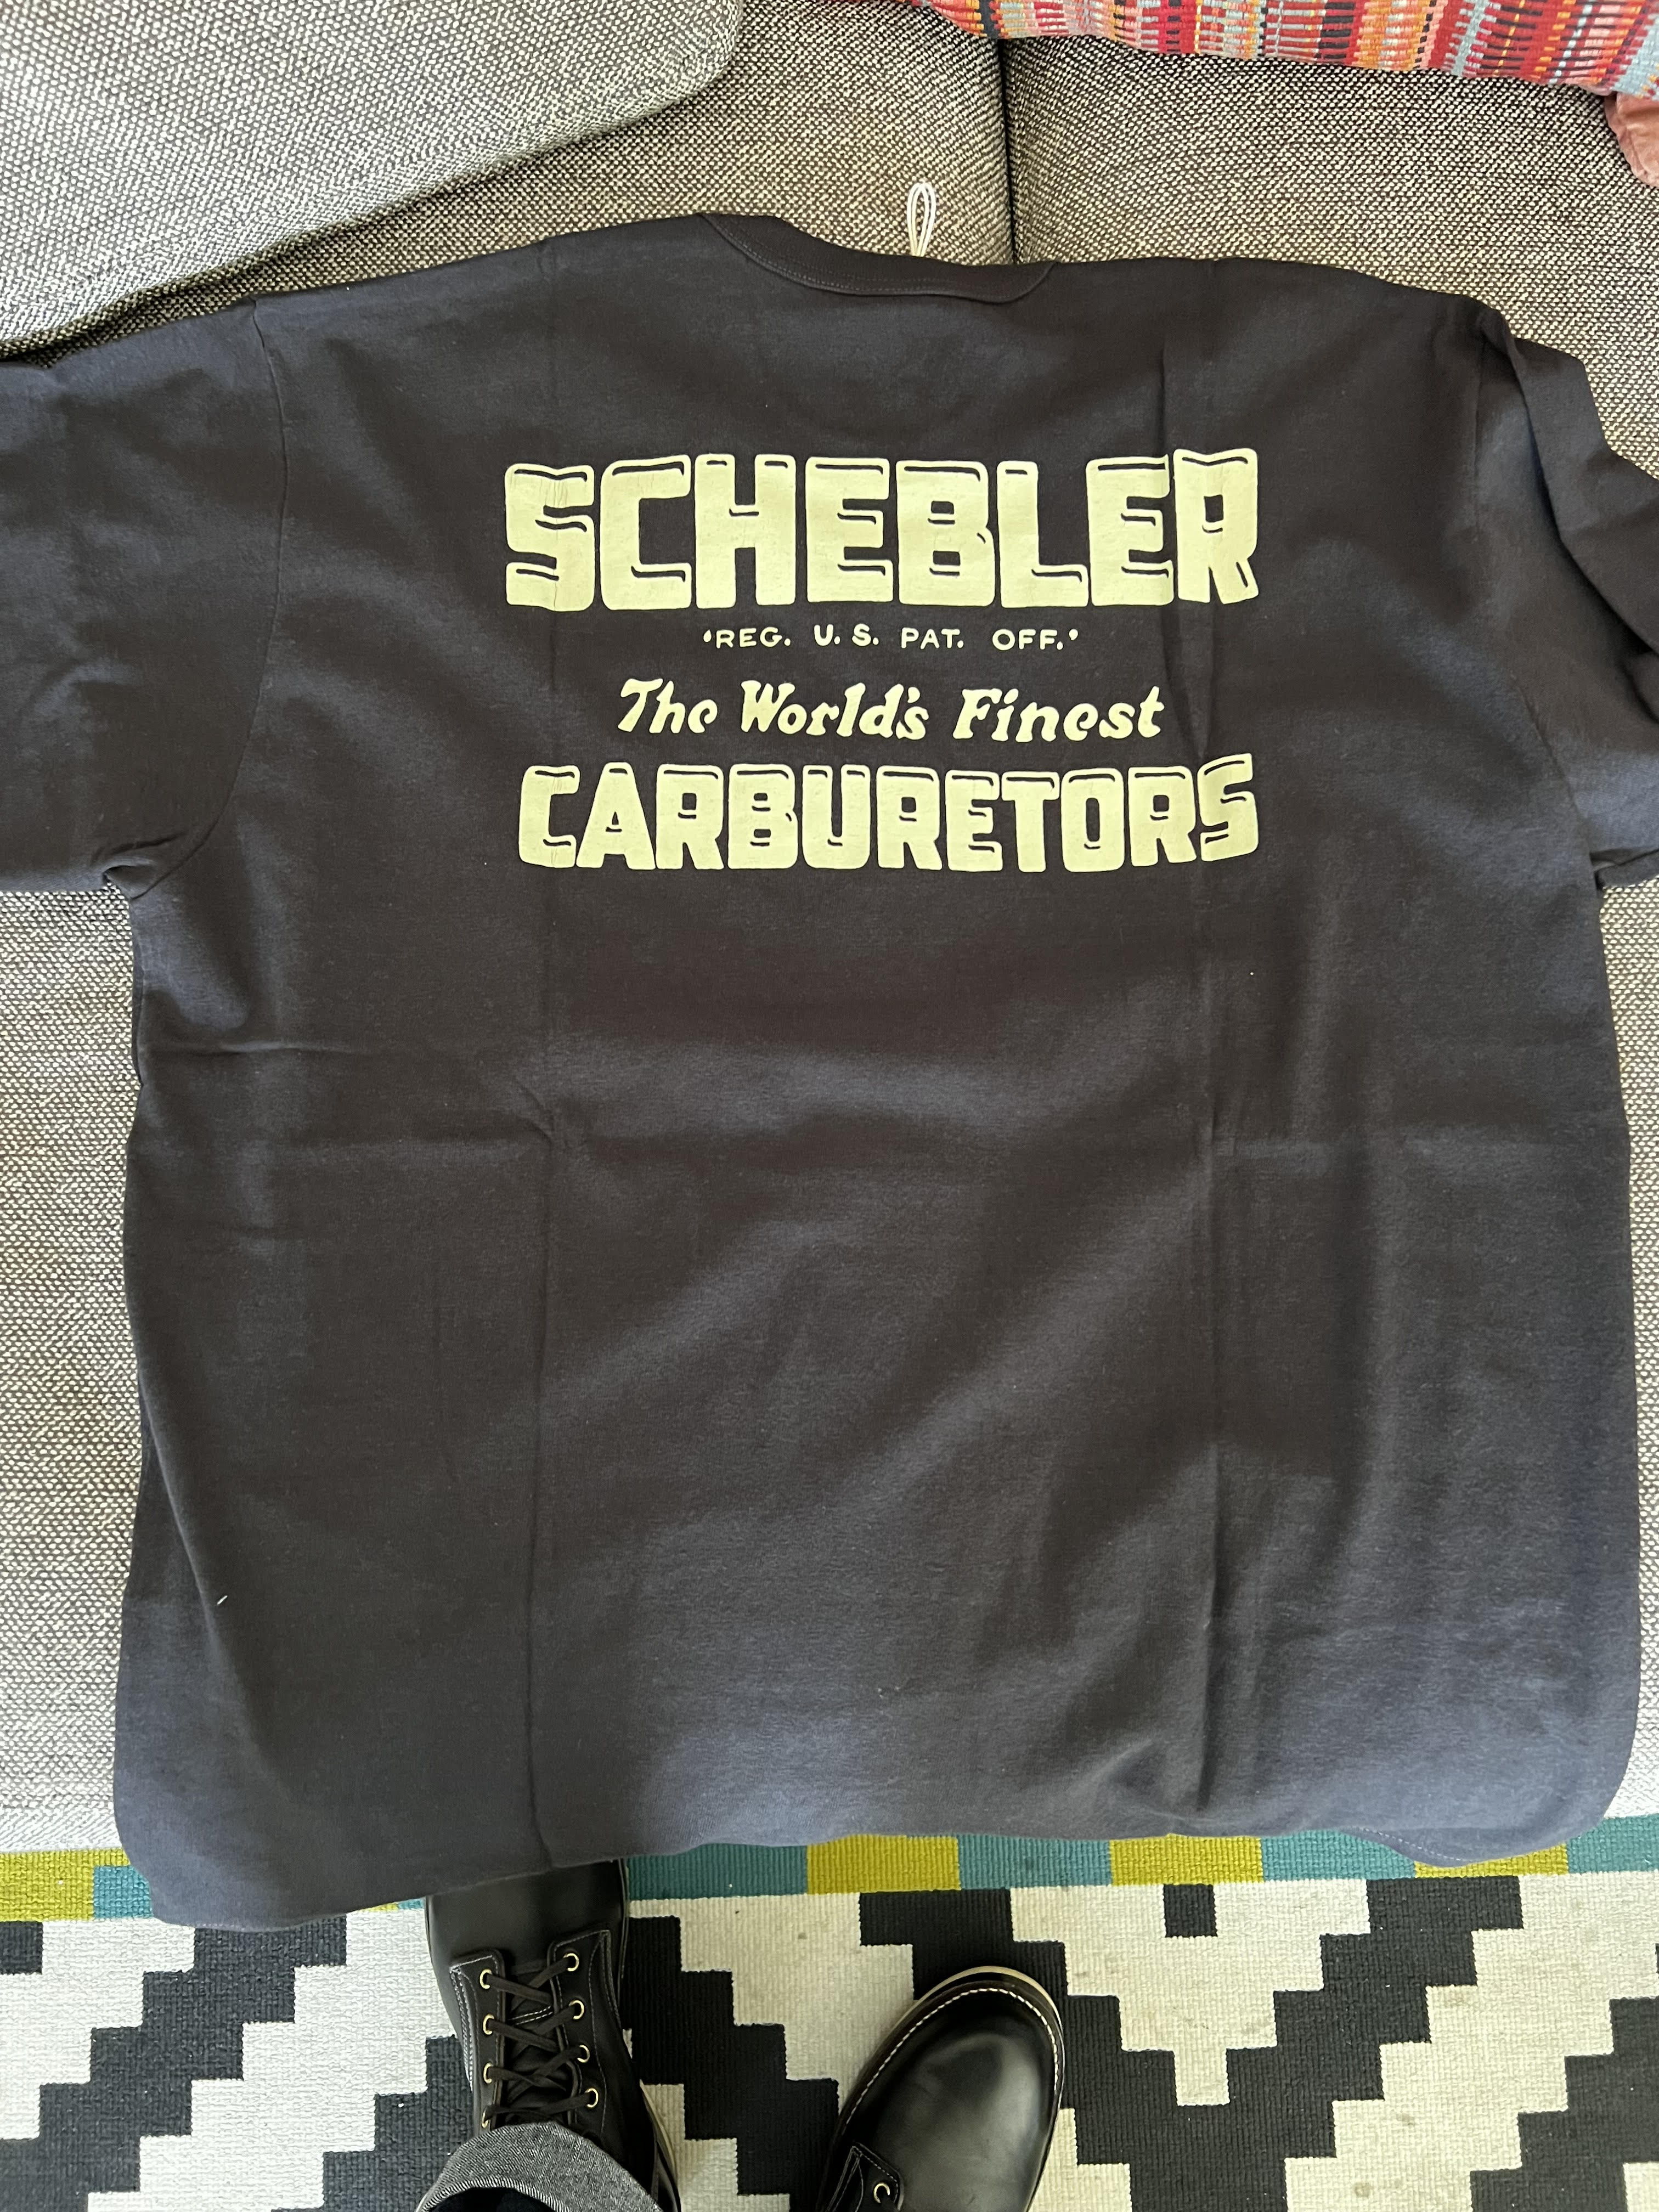 SCHEBLER
"REG. U.S. PAT. OFF."
The World's Finest
CARBURETORS